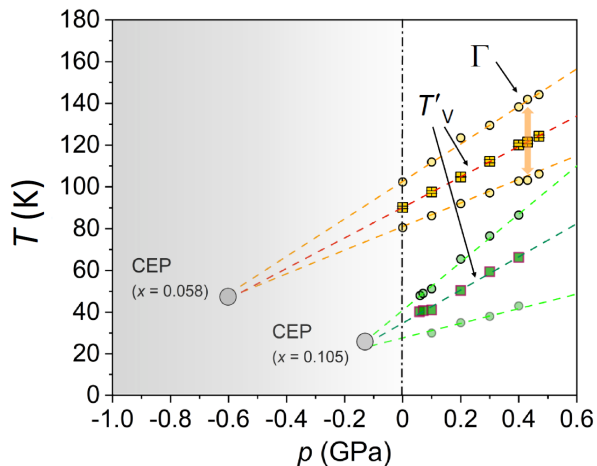 180
160
140
120
100
80
60
40
20
0
T (K)
Γ
T′V
CEP
(x = 0.058)
CEP
(x = 0.105)
-1.0 -0.8 -0.6 -0.4 -0.2 0 0.2 0.4 0.6
p (GPa)